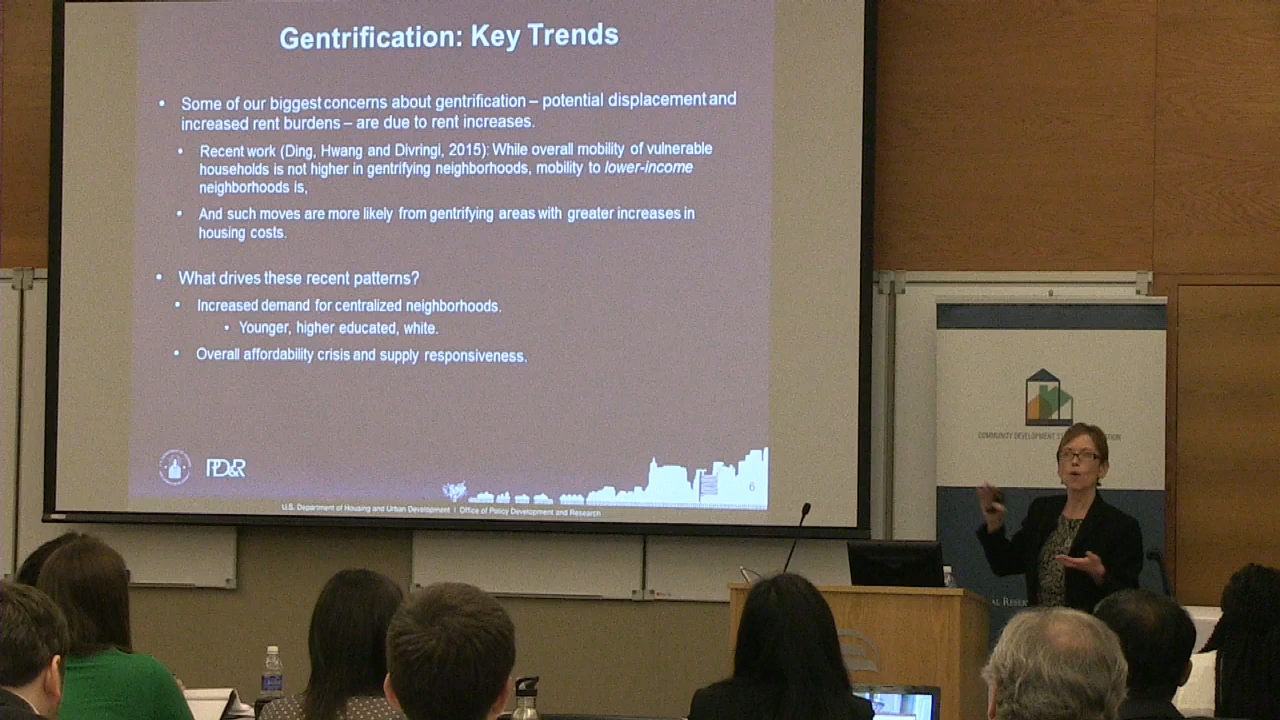 Gentrification: Key Trends
• Some of our biggest concerns about gentrification – potential displacement and
increased rent burdens – are due to rent increases.
• Recent work (Ding, Hwang and Divringi, 2015): While overall mobility of vulnerable
households is not higher in gentrifying neighborhoods, mobility to lower-income
neighborhoods is,
• And such moves are more likely from gentrifying areas with greater increases in
housing costs.
• What drives these recent patterns?
• Increased demand for centralized neighborhoods.
• Younger, higher educated, white.
• Overall affordability crisis and supply responsiveness.
PD&R
6
U.S. Department of Housing and Urban Development | Office of Policy Development and Research
COMMUNITY DEVELOPMENT